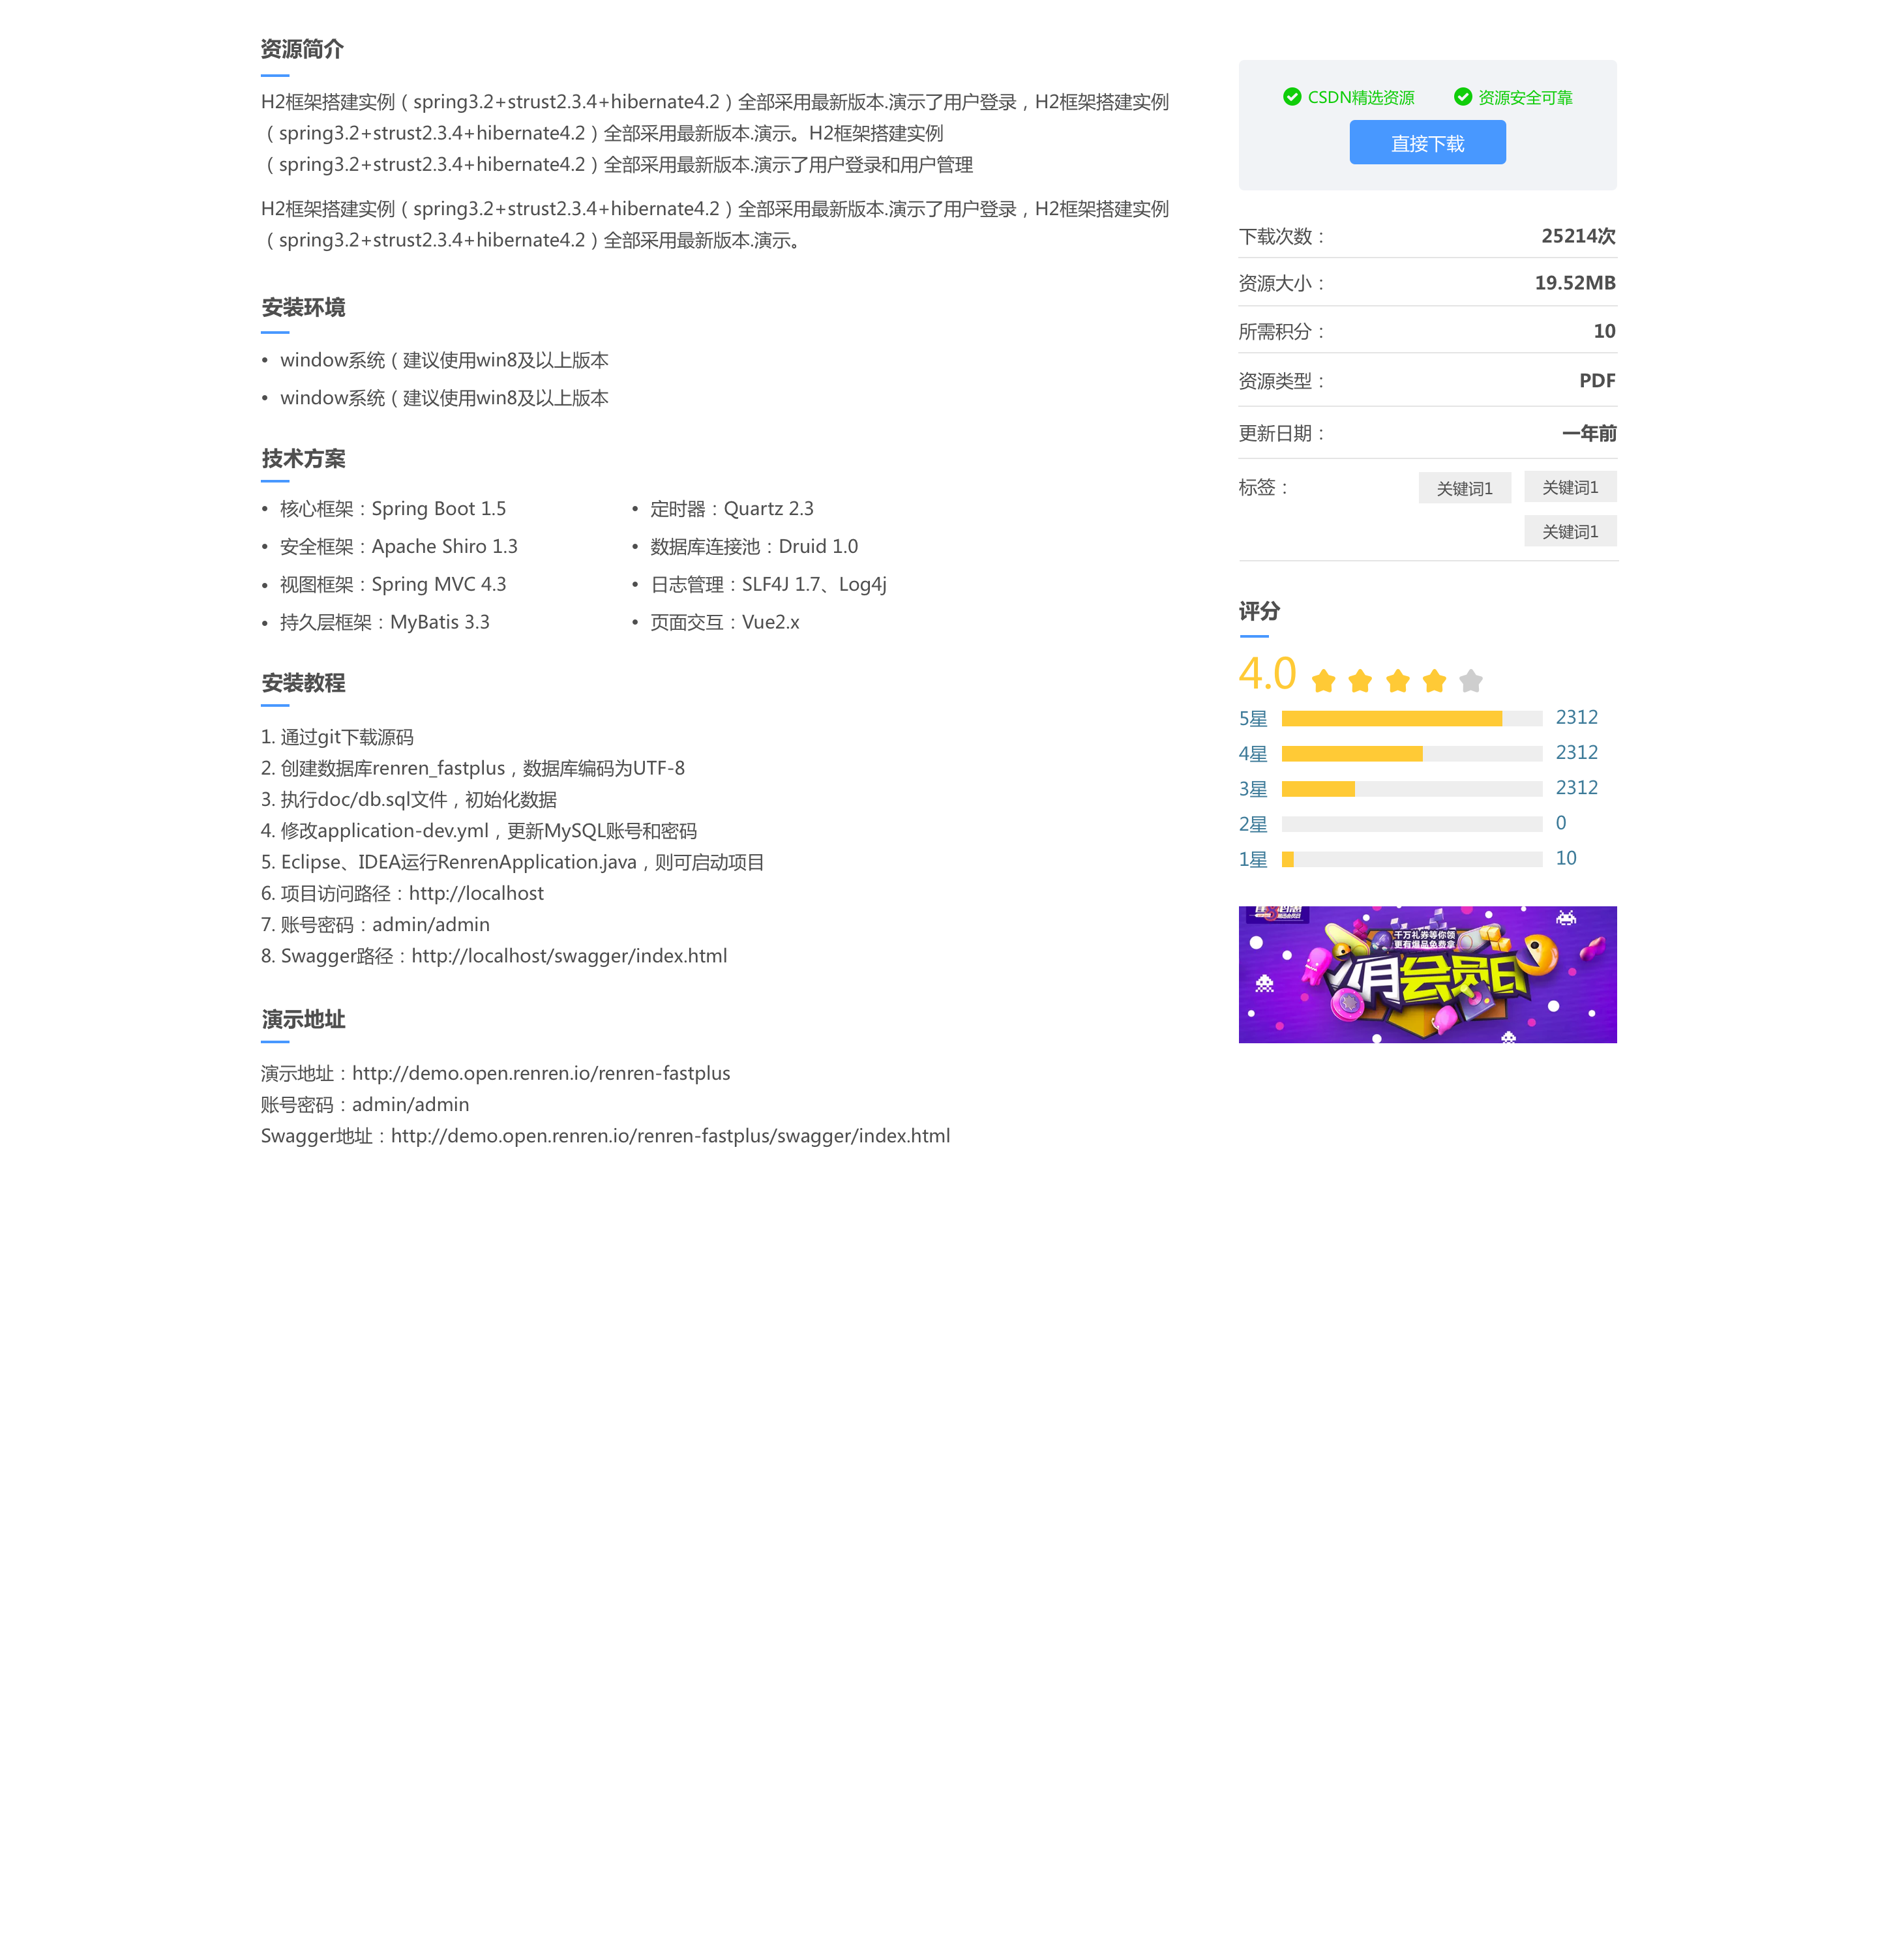 资源简介
H2框架搭建实例（spring3.2+strust2.3.4+hibernate4.2）全部采用最新版本.演示了用户登录，H2框架搭建实例
（spring3.2+strust2.3.4+hibernate4.2）全部采用最新版本.演示。H2框架搭建实例
（spring3.2+strust2.3.4+hibernate4.2）全部采用最新版本.演示了用户登录和用户管理
H2框架搭建实例（spring3.2+strust2.3.4+hibernate4.2）全部采用最新版本.演示了用户登录，H2框架搭建实例
（spring3.2+strust2.3.4+hibernate4.2）全部采用最新版本.演示。
安装环境
• window系统（建议使用win8及以上版本
• window系统（建议使用win8及以上版本
技术方案
• 核心框架：Spring Boot 1.5
• 安全框架：Apache Shiro 1.3
• 视图框架：Spring MVC 4.3
• 持久层框架：MyBatis 3.3
• 定时器：Quartz 2.3
• 数据库连接池：Druid 1.0
• 日志管理：SLF4J 1.7、Log4j
• 页面交互：Vue2.x
安装教程
1. 通过git下载源码
2. 创建数据库renren_fastplus，数据库编码为UTF-8
3. 执行doc/db.sql文件，初始化数据
4. 修改application-dev.yml，更新MySQL账号和密码
5. Eclipse、IDEA运行RenrenApplication.java，则可启动项目
6. 项目访问路径：http://localhost
7. 账号密码：admin/admin
8. Swagger路径：http://localhost/swagger/index.html
演示地址
演示地址：http://demo.open.renren.io/renren-fastplus
账号密码：admin/admin
Swagger地址：http://demo.open.renren.io/renren-fastplus/swagger/index.html
CSDN精选资源 资源安全可靠
直接下载
下载次数： 25214次
资源大小： 19.52MB
所需积分： 10
资源类型： PDF
更新日期： 一年前
标签： 关键词1 关键词1
关键词1
评分
4.0
5星 2312
4星 2312
3星 2312
2星 0
1星 10
千万礼券等你领
更有爆品免费拿
月会员日